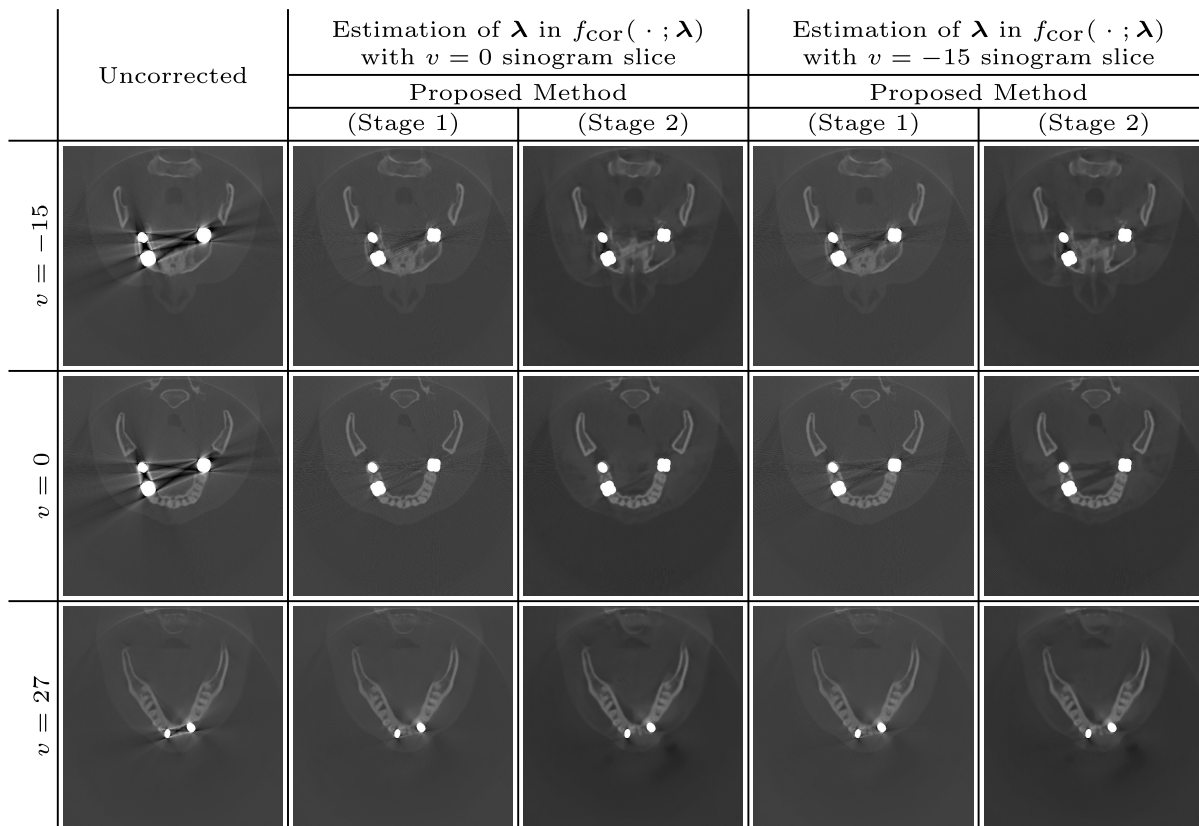 Uncorrected
Estimation of λ in f_cor( · ; λ)
with v = 0 sinogram slice
Estimation of λ in f_cor( · ; λ)
with v = −15 sinogram slice
Proposed Method
Proposed Method
(Stage 1)
(Stage 2)
(Stage 1)
(Stage 2)
v = −15
v = 0
v = 27